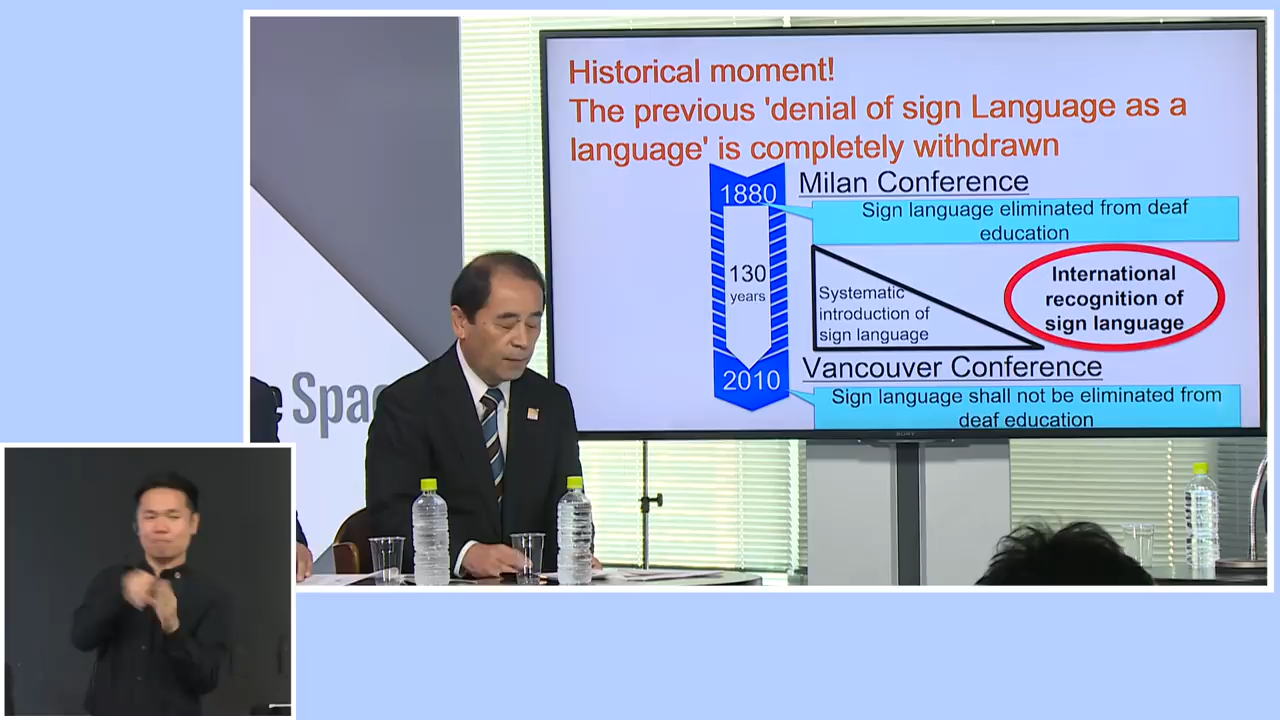 Historical moment!
The previous 'denial of sign Language as a
language' is completely withdrawn
1880
Milan Conference
Sign language eliminated from deaf
education
130
years
Systematic
introduction of
sign language
International
recognition of
sign language
2010
Vancouver Conference
Sign language shall not be eliminated from
deaf education
SONY
e Spa